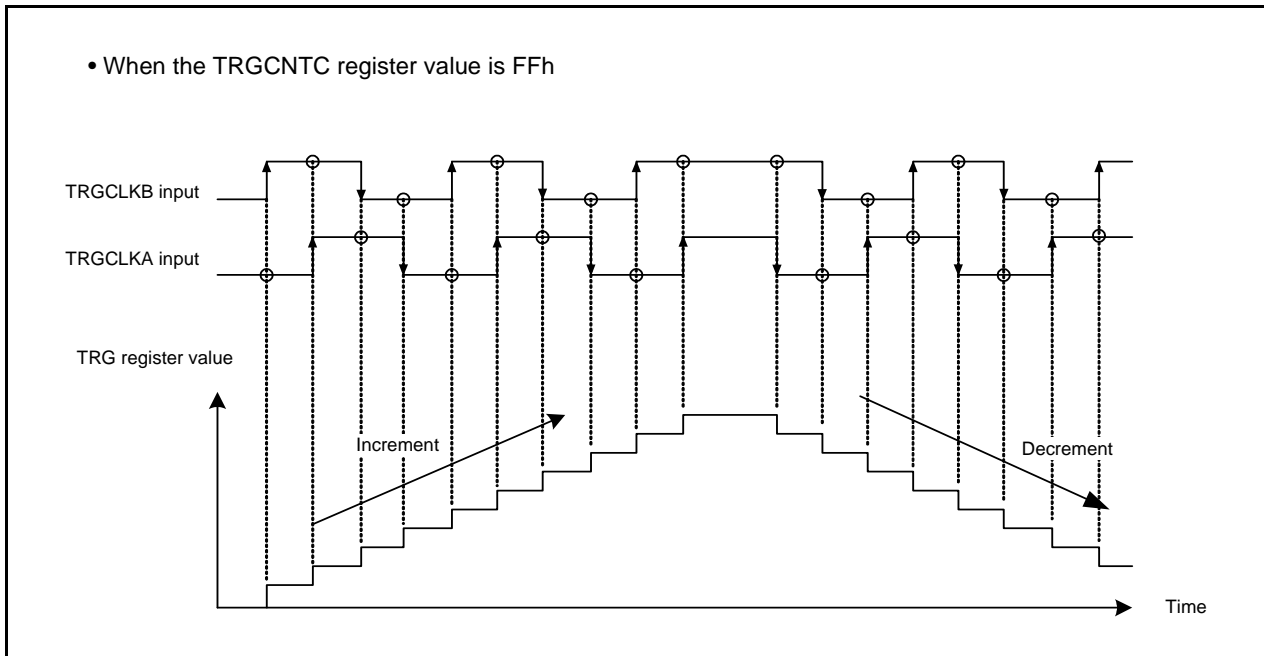 • When the TRGCNTC register value is FFh
TRGCLKB input
TRGCLKA input
TRG register value
Increment
Decrement
Time